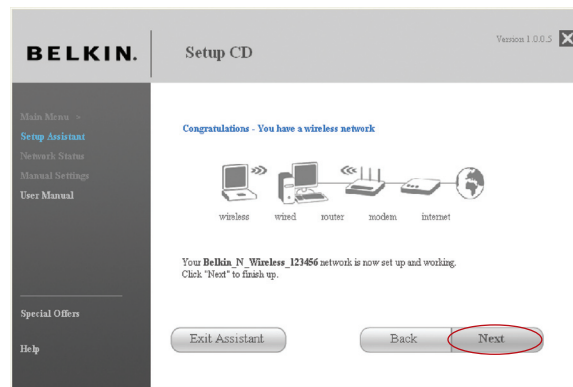 BELKIN.
Setup CD
Version 1.0.0.5
Main Menu >
Setup Assistant
Network Status
Manual Settings
User Manual
Special Offers
Help
Congratulations - You have a wireless network
wireless wired router modem internet
Your Belkin_N_Wireless_123456 network is now set up and working.
Click "Next" to finish up.
Exit Assistant
Back
Next